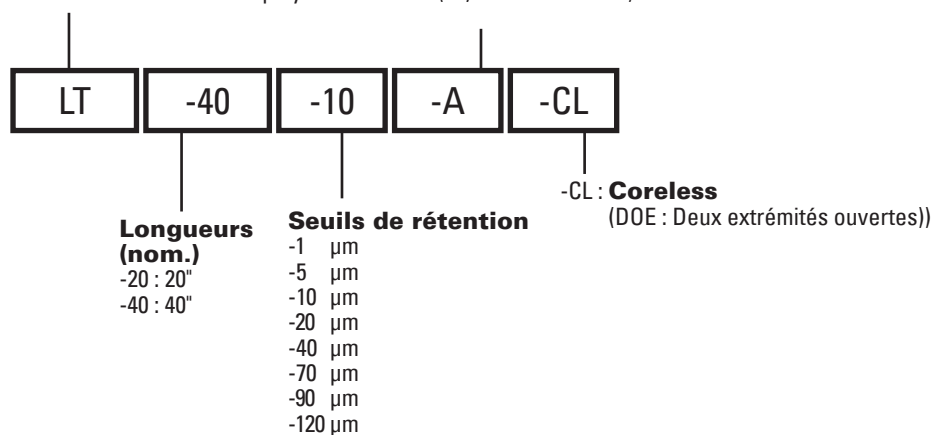 LT -40 -10 -A -CL
-CL : Coreless
(DOE : Deux extrémités ouvertes))
Longueurs
(nom.)
-20 : 20"
-40 : 40"
Seuils de rétention
-1 µm
-5 µm
-10 µm
-20 µm
-40 µm
-70 µm
-90 µm
-120 µm